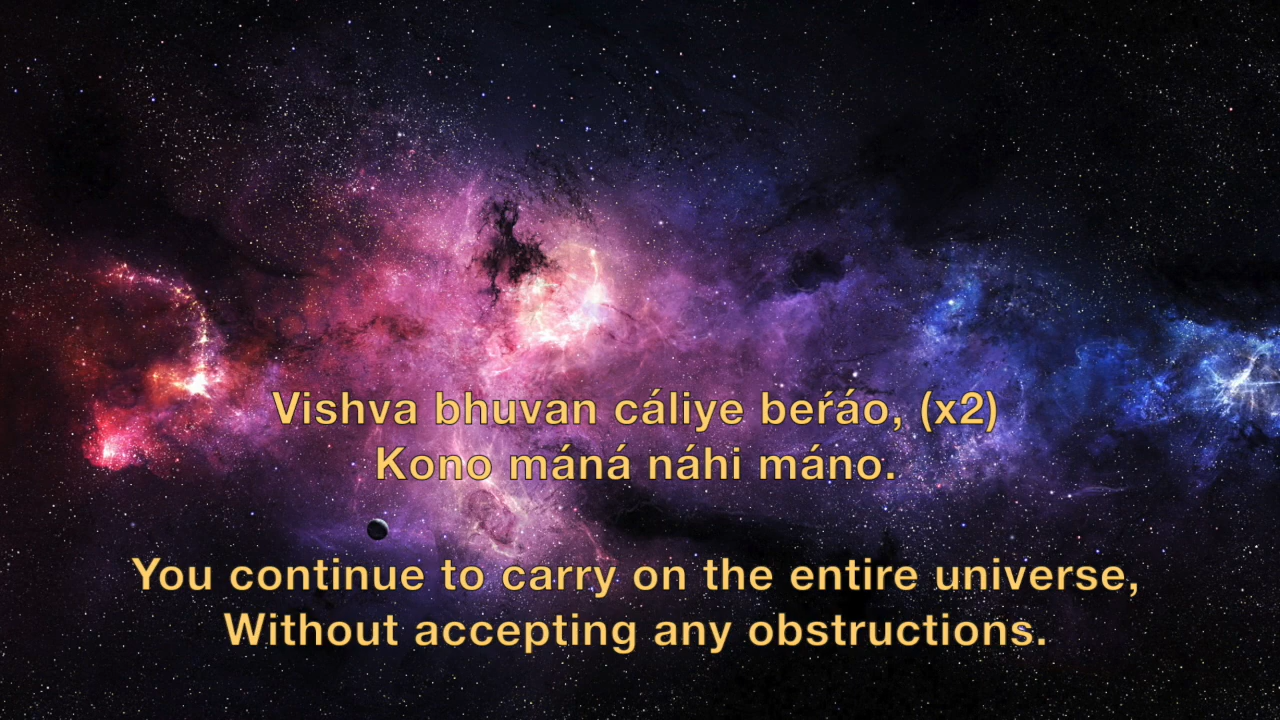 Vishva bhuvan cáliye beŕáo, (x2)
Kono máná náhi máno.
You continue to carry on the entire universe,
Without accepting any obstructions.